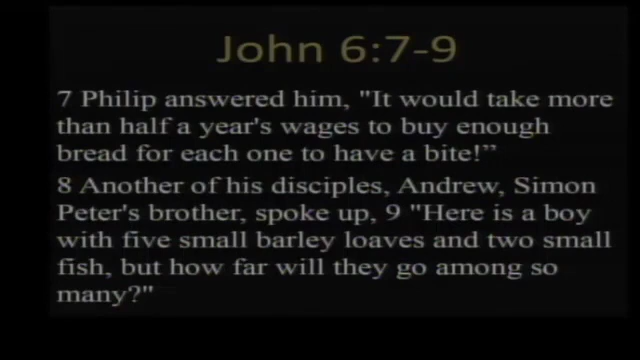 John 6:7-9
7 Philip answered him, "It would take more
than half a year's wages to buy enough
bread for each one to have a bite!”
8 Another of his disciples, Andrew, Simon
Peter's brother, spoke up, 9 "Here is a boy
with five small barley loaves and two small
fish, but how far will they go among so
many?"